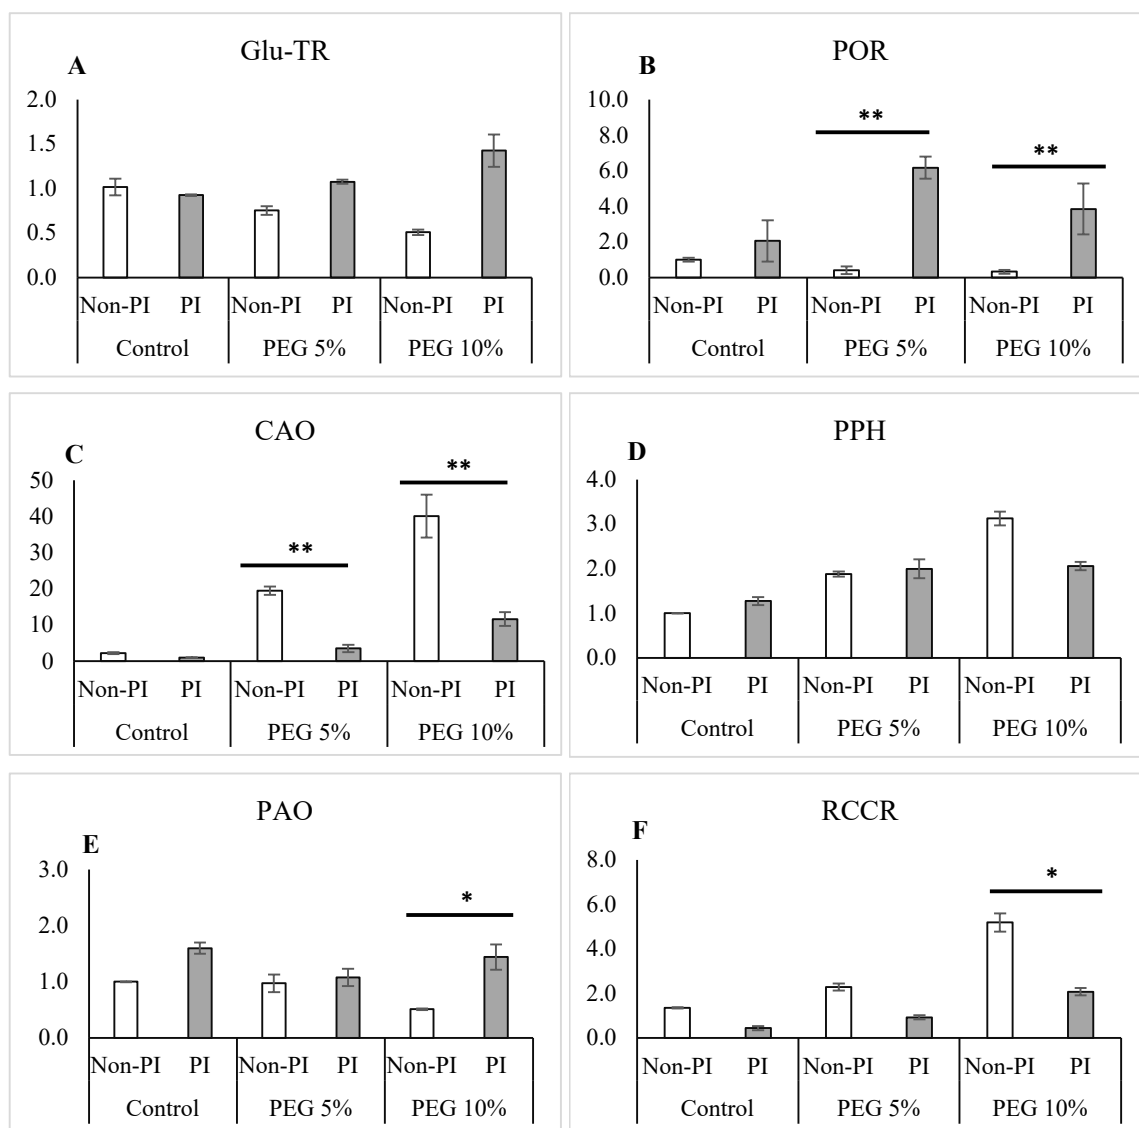 A
Glu-TR
2.0
1.5
1.0
0.5
0.0
Non-PI PI Non-PI PI Non-PI PI
Control PEG 5% PEG 10%
B
POR
10.0
8.0
6.0
4.0
2.0
0.0
**
**
Non-PI PI Non-PI PI Non-PI PI
Control PEG 5% PEG 10%
C
CAO
50
40
30
20
10
0
**
**
Non-PI PI Non-PI PI Non-PI PI
Control PEG 5% PEG 10%
D
PPH
4.0
3.0
2.0
1.0
0.0
Non-PI PI Non-PI PI Non-PI PI
Control PEG 5% PEG 10%
E
PAO
3.0
2.0
1.0
0.0
*
Non-PI PI Non-PI PI Non-PI PI
Control PEG 5% PEG 10%
F
RCCR
8.0
6.0
4.0
2.0
0.0
*
Non-PI PI Non-PI PI Non-PI PI
Control PEG 5% PEG 10%